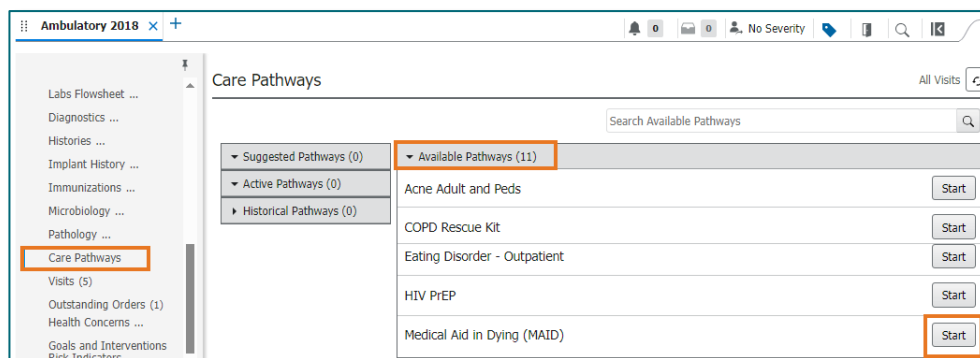 Ambulatory 2018
0 0 No Severity
Care Pathways
All Visits
Search Available Pathways
Labs Flowsheet ...
Diagnostics ...
Histories ...
Implant History ...
Immunizations ...
Microbiology ...
Pathology ...
Care Pathways
Visits (5)
Outstanding Orders (1)
Health Concerns ...
Goals and Interventions
Risk Indicators
Suggested Pathways (0)
Active Pathways (0)
Historical Pathways (0)
Available Pathways (11)
Acne Adult and Peds Start
COPD Rescue Kit Start
Eating Disorder - Outpatient Start
HIV PrEP Start
Medical Aid in Dying (MAID) Start